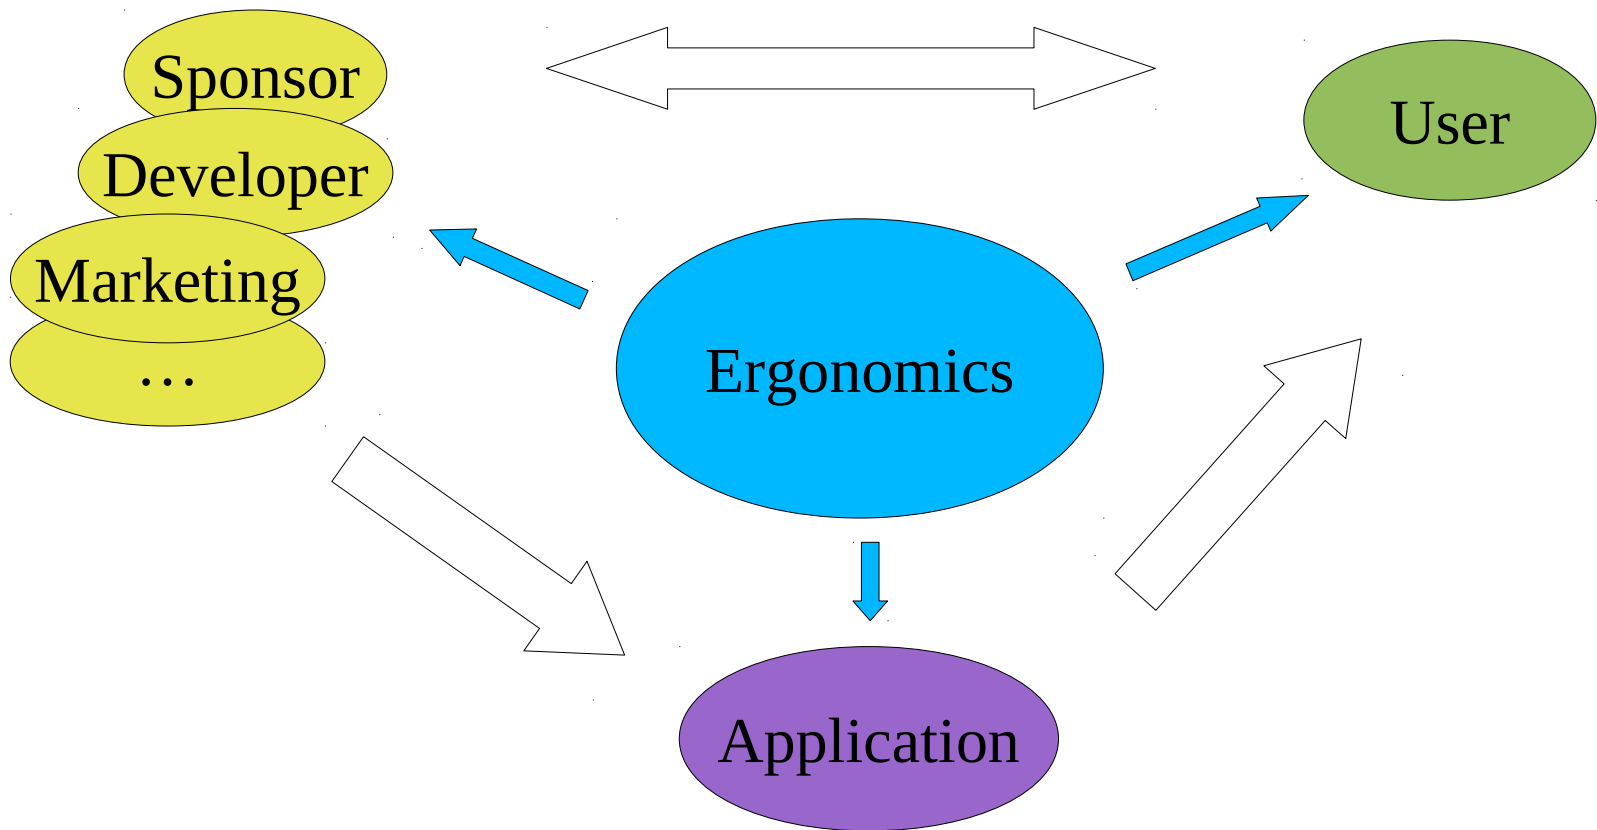 Sponsor
Developer
Marketing
…
User
Ergonomics
Application